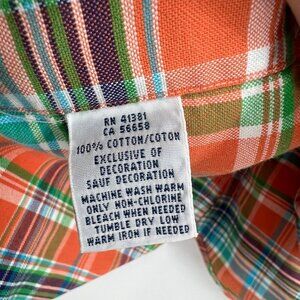 RN 41381
CA 56658
100% COTTON/COTON
EXCLUSIVE OF
DECORATION
SAUF DECORATION
MACHINE WASH WARM
ONLY NON-CHLORINE
BLEACH WHEN NEEDED
TUMBLE DRY LOW
WARM IRON IF NEEDED